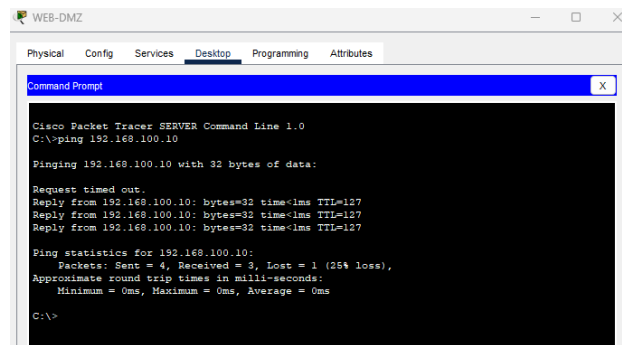 WEB-DMZ
Physical Config Services Desktop Programming Attributes
Command Prompt
X
Cisco Packet Tracer SERVER Command Line 1.0
C:\>ping 192.168.100.10
Pinging 192.168.100.10 with 32 bytes of data:
Request timed out.
Reply from 192.168.100.10: bytes=32 time<1ms TTL=127
Reply from 192.168.100.10: bytes=32 time<1ms TTL=127
Reply from 192.168.100.10: bytes=32 time<1ms TTL=127
Ping statistics for 192.168.100.10:
Packets: Sent = 4, Received = 3, Lost = 1 (25% loss),
Approximate round trip times in milli-seconds:
Minimum = 0ms, Maximum = 0ms, Average = 0ms
C:\>